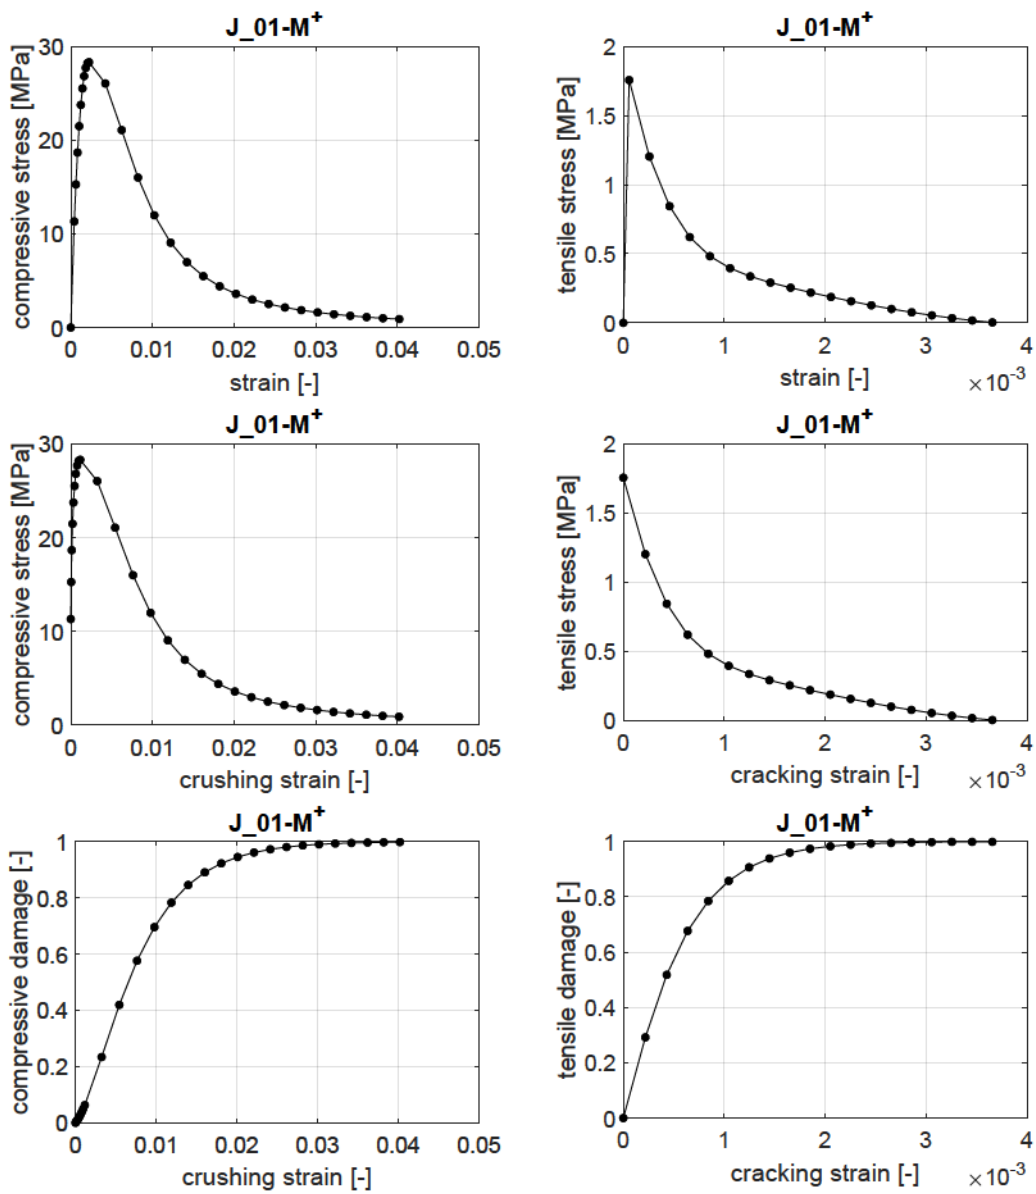 J_01-M+
30
20
10
0
compressive stress [MPa]
0 0.01 0.02 0.03 0.04 0.05
strain [-]
J_01-M+
2
1.5
1
0.5
0
tensile stress [MPa]
0 1 2 3 4
strain [-] ×10-3
J_01-M+
30
20
10
0
compressive stress [MPa]
0 0.01 0.02 0.03 0.04 0.05
crushing strain [-]
J_01-M+
2
1.5
1
0.5
0
tensile stress [MPa]
0 1 2 3 4
cracking strain [-] ×10-3
J_01-M+
1
0.8
0.6
0.4
0.2
0
compressive damage [-]
0 0.01 0.02 0.03 0.04 0.05
crushing strain [-]
J_01-M+
1
0.8
0.6
0.4
0.2
0
tensile damage [-]
0 1 2 3 4
cracking strain [-] ×10-3